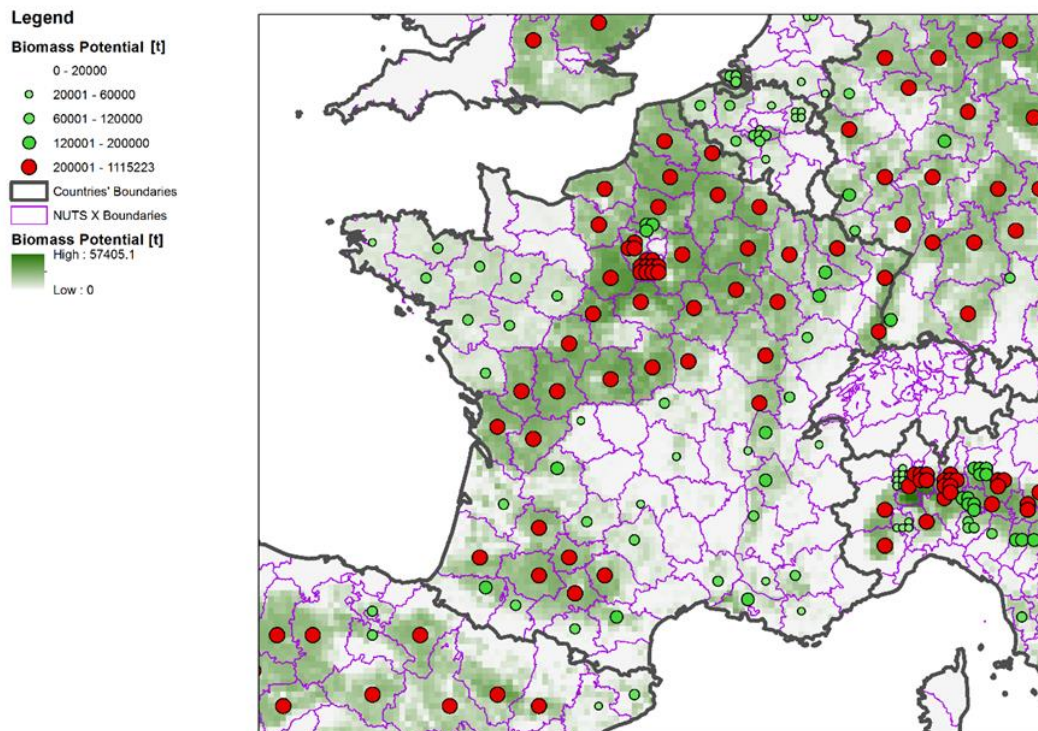 Legend
Biomass Potential [t]
0 - 20000
20001 - 60000
60001 - 120000
120001 - 200000
200001 - 1115223
Countries' Boundaries
NUTS X Boundaries
Biomass Potential [t]
High : 57405.1
Low : 0